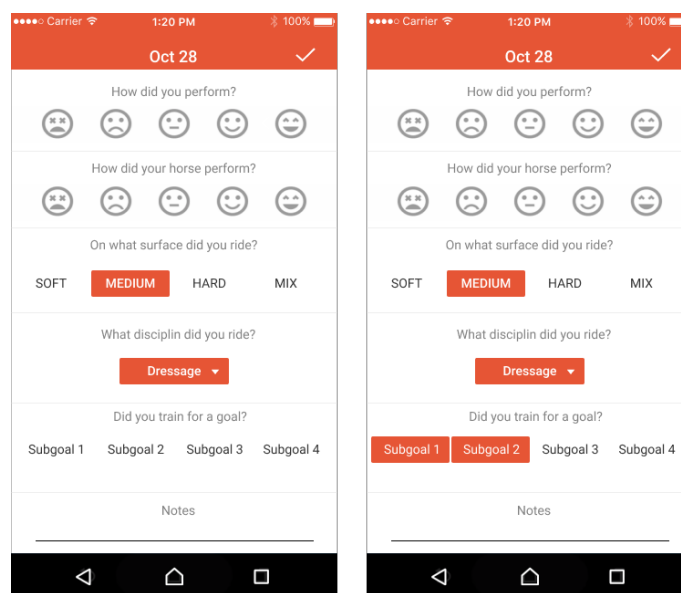 Carrier 1:20 PM 100%
Oct 28
How did you perform?
How did your horse perform?
On what surface did you ride?
SOFT MEDIUM HARD MIX
What disciplin did you ride?
Dressage
Did you train for a goal?
Subgoal 1 Subgoal 2 Subgoal 3 Subgoal 4
Notes
Carrier 1:20 PM 100%
Oct 28
How did you perform?
How did your horse perform?
On what surface did you ride?
SOFT MEDIUM HARD MIX
What disciplin did you ride?
Dressage
Did you train for a goal?
Subgoal 1 Subgoal 2 Subgoal 3 Subgoal 4
Notes